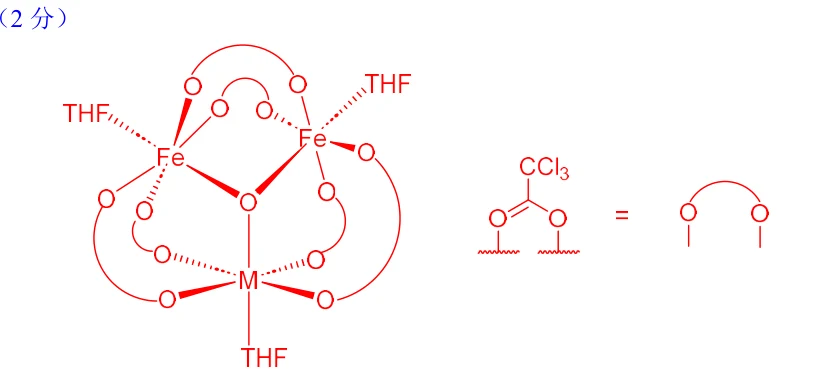 (2 分)
O O
THF O O THF
Fe Fe O
O O O O
O O
M
O O
THF
CCl3
O O = O O